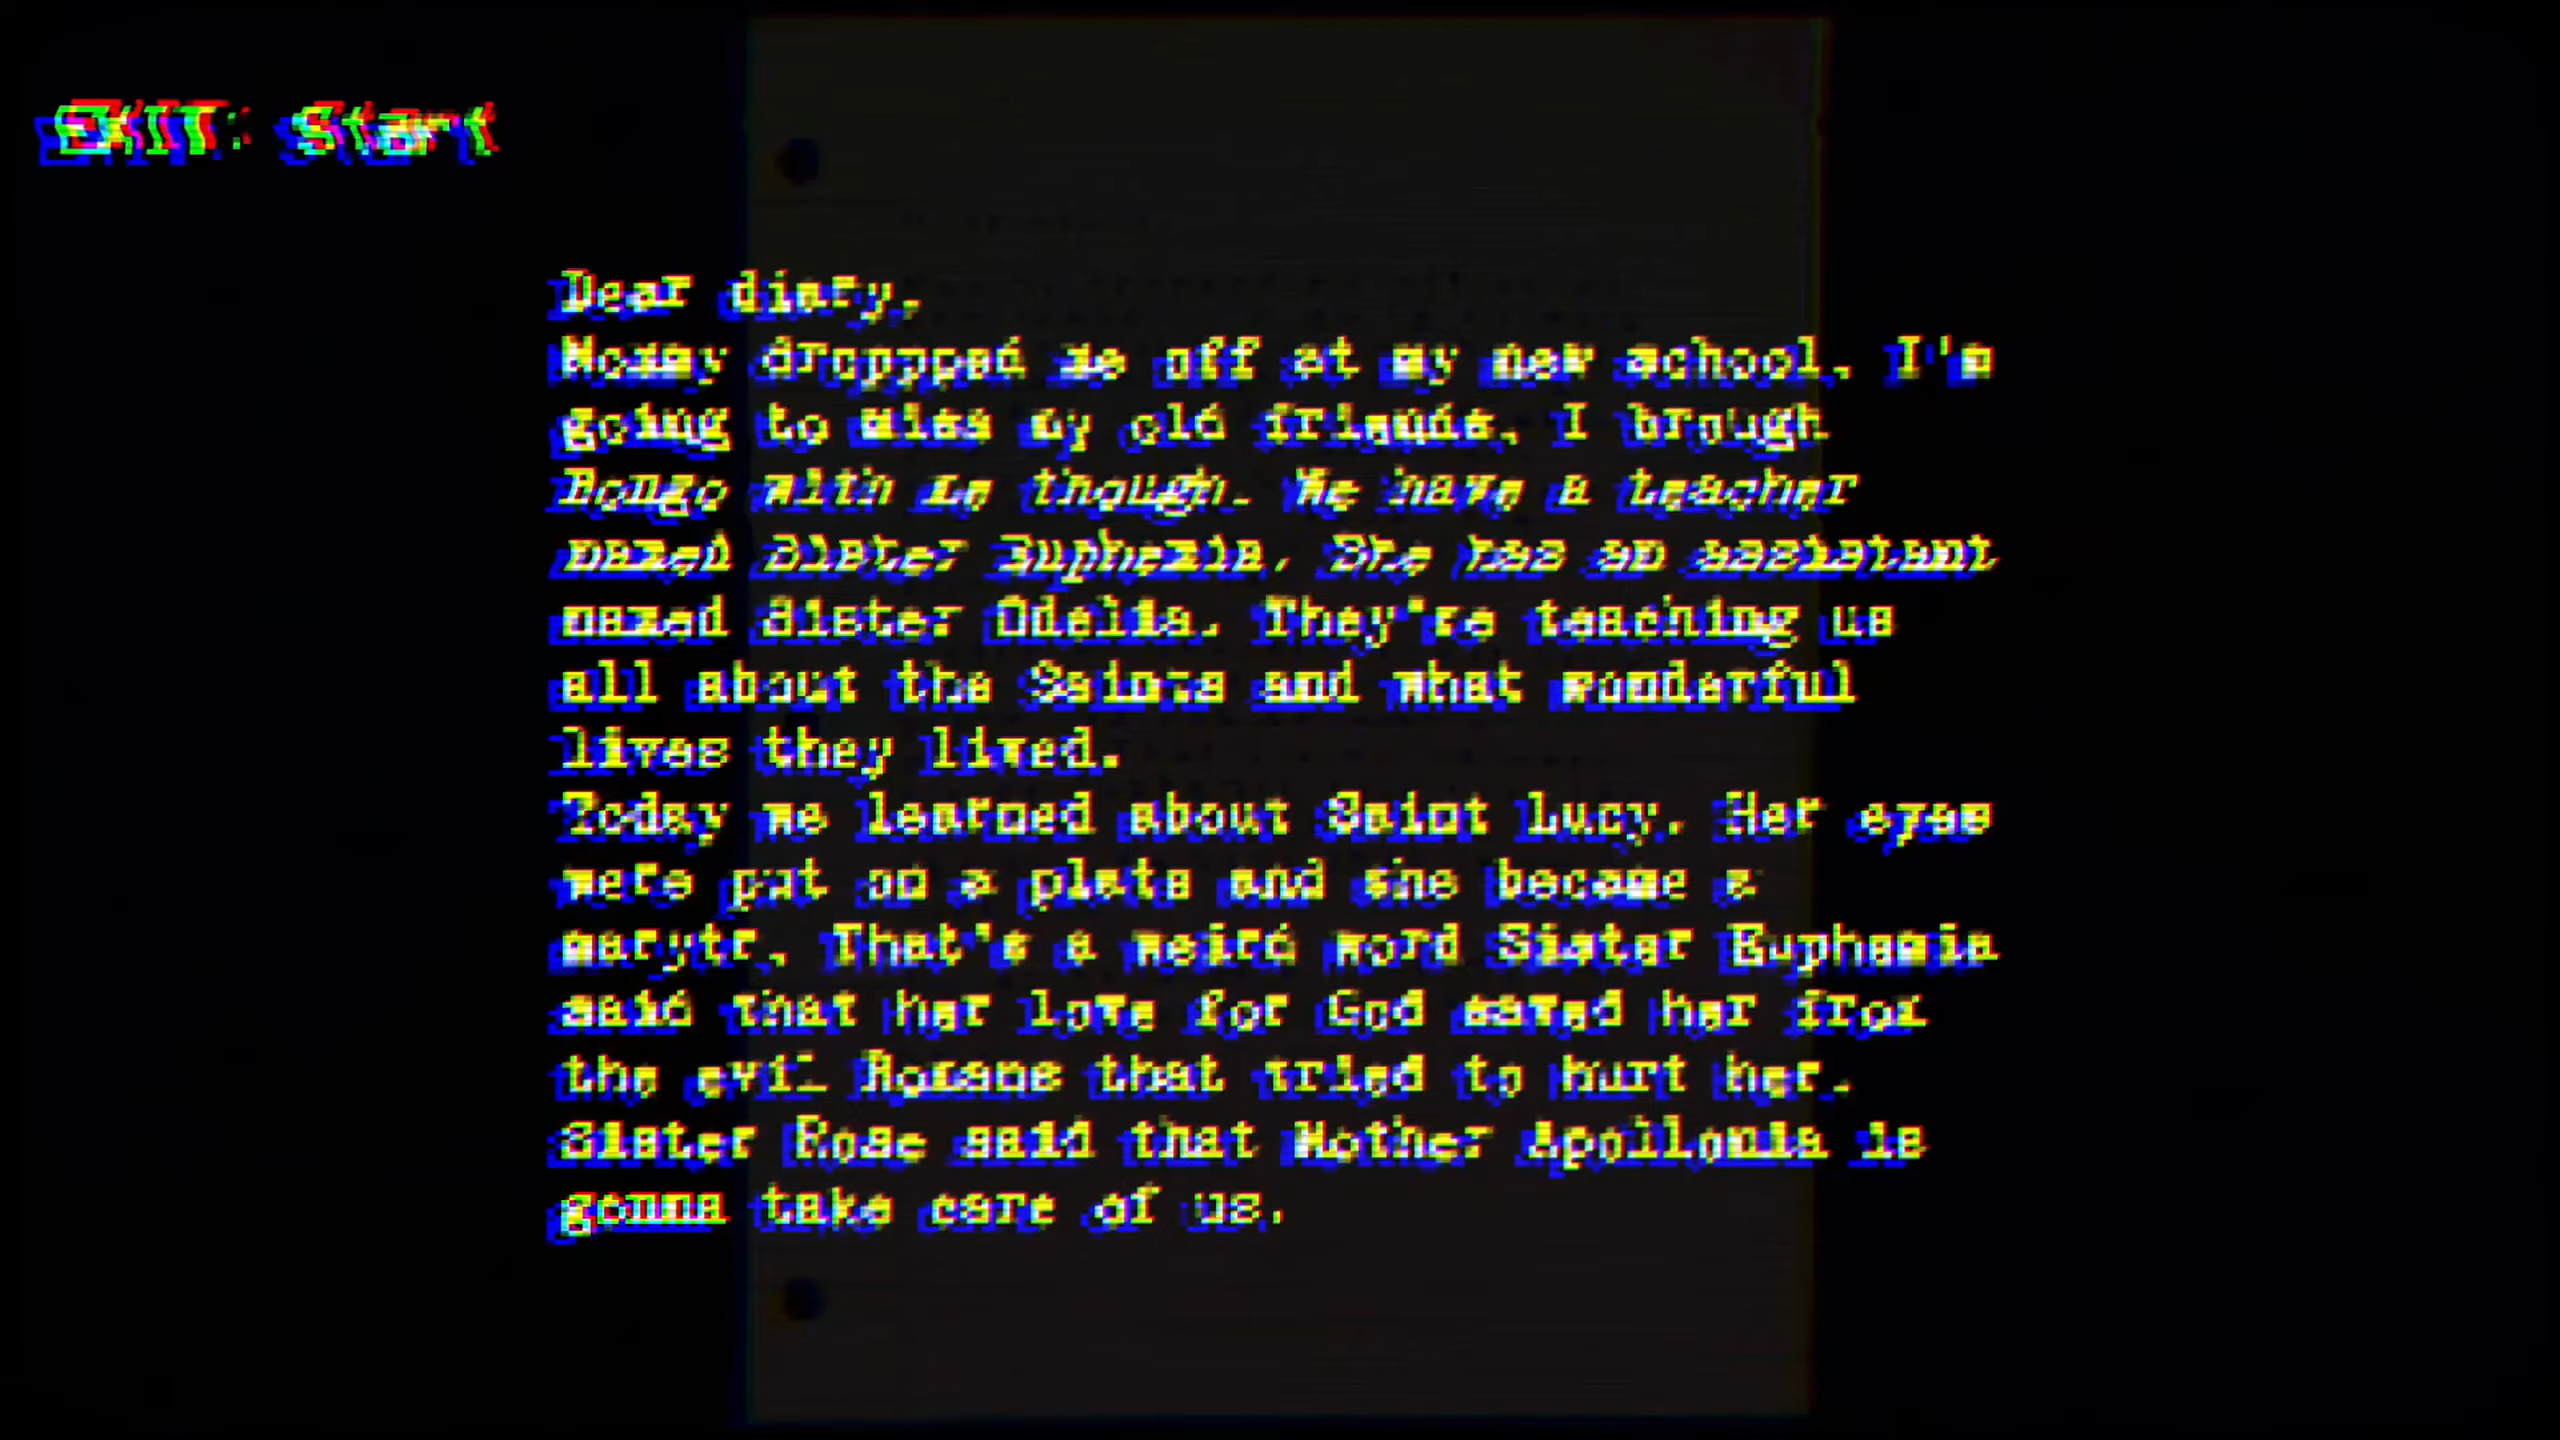 EXIT: Start
Dear diary,
Mommy dropped me off at my new school. I'm
going to miss my old friends. I brough
Bongo with me though. We have a teacher
named Sister Euphemia. She has an assistant
named Sister Odelia. They're teaching us
all about the Saints and what wonderful
lives they lived.
Today we learned about Saint Lucy. Her eyes
were put on a plate and she became a
marytr. That's a weird word Sister Euphemia
said that her love for God saved her from
the evil Romans that tried to hurt her.
Sister Rose said that Mother Apollonia is
gonna take care of us.